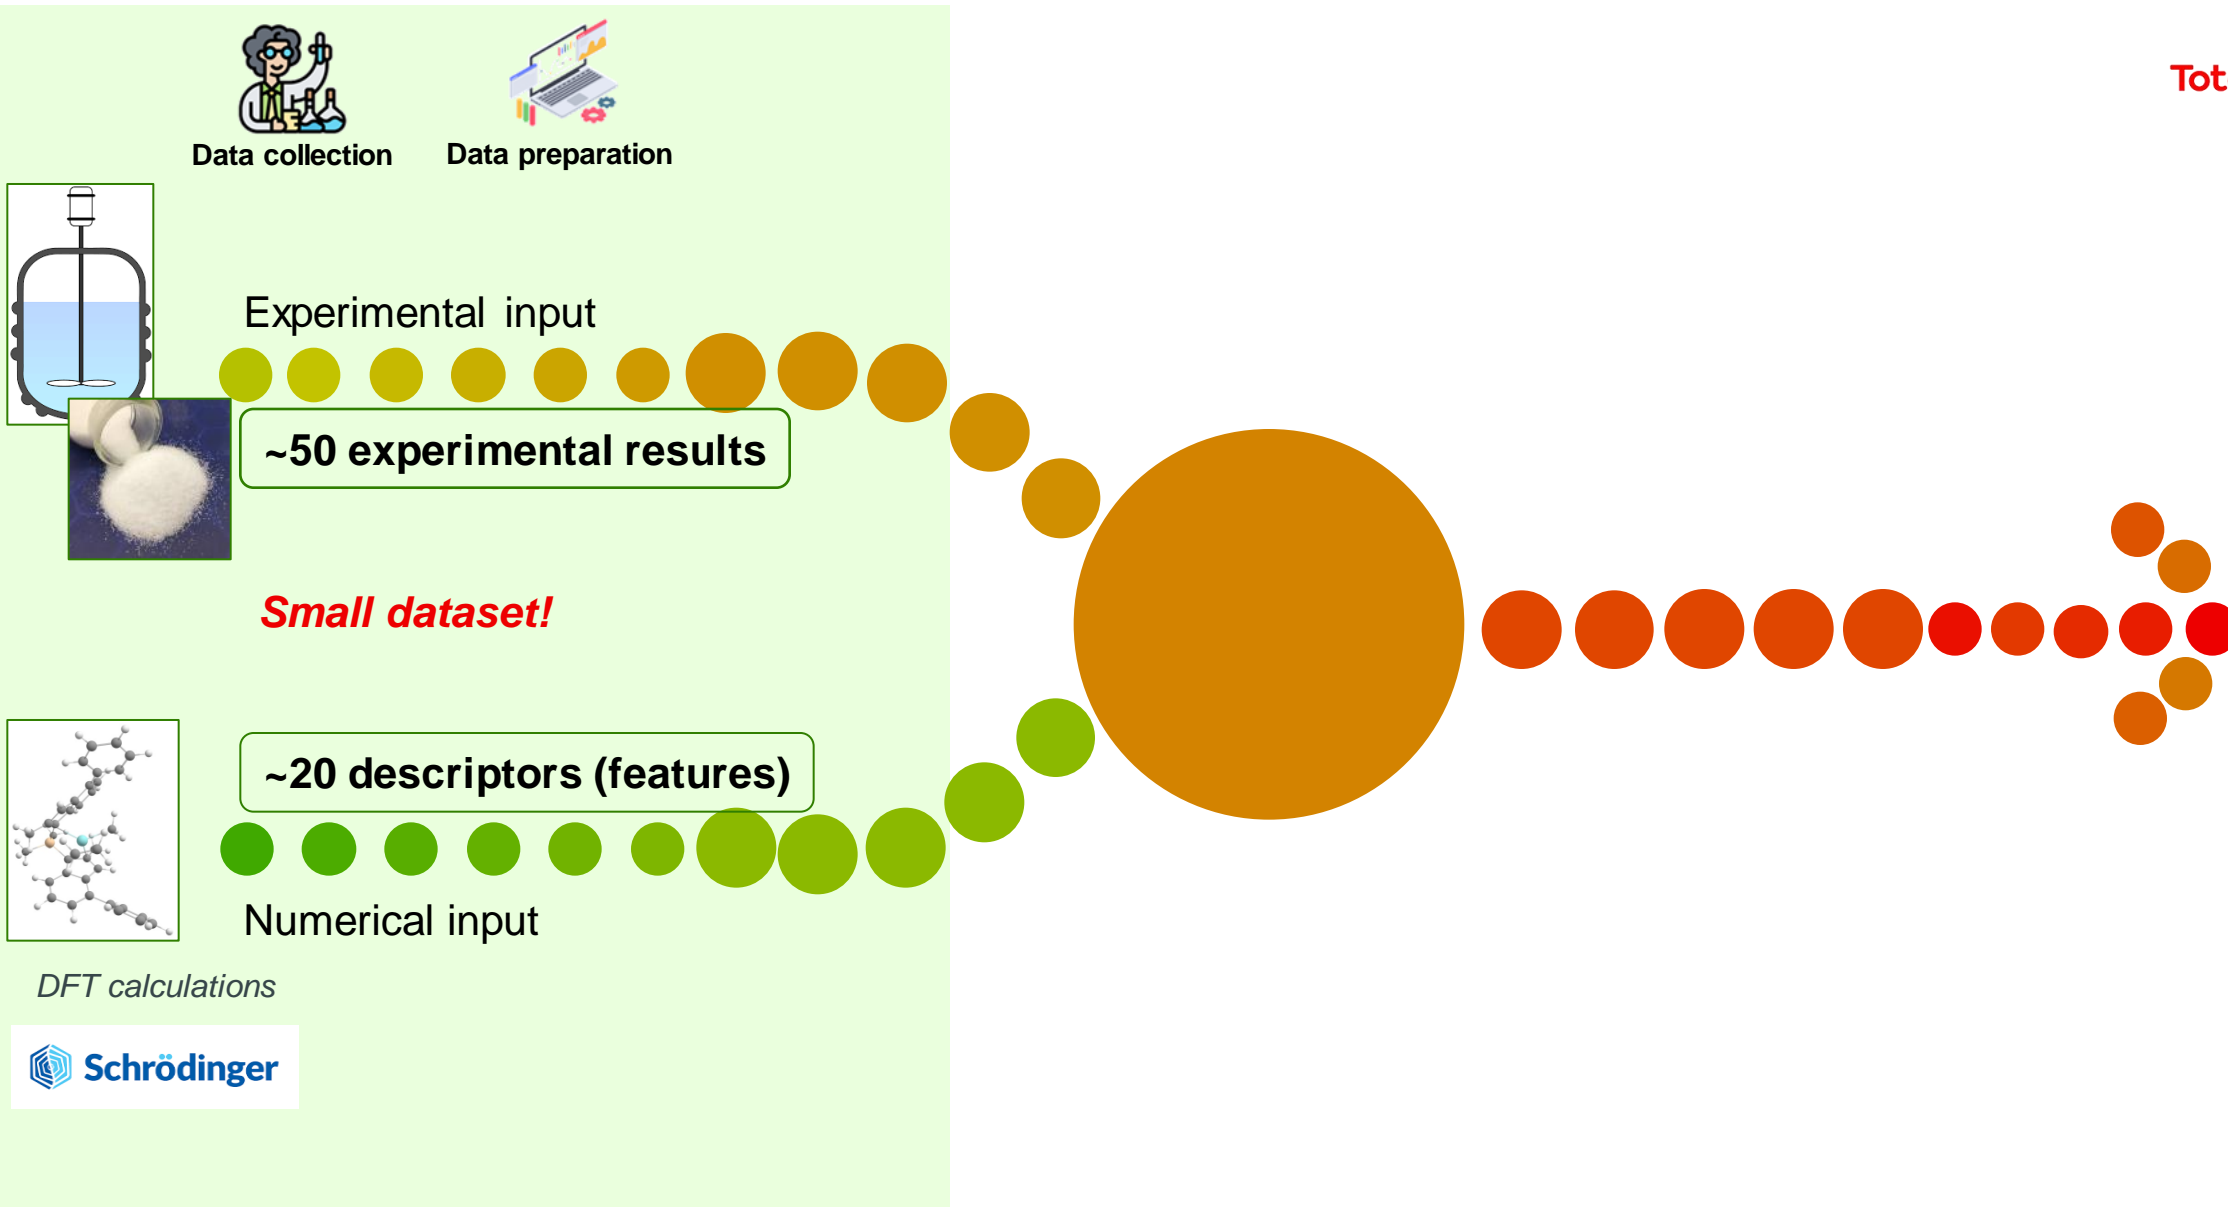 Tot
Data collection
Data preparation
Experimental input
~50 experimental results
Small dataset!
~20 descriptors (features)
Numerical input
DFT calculations
Schrödinger